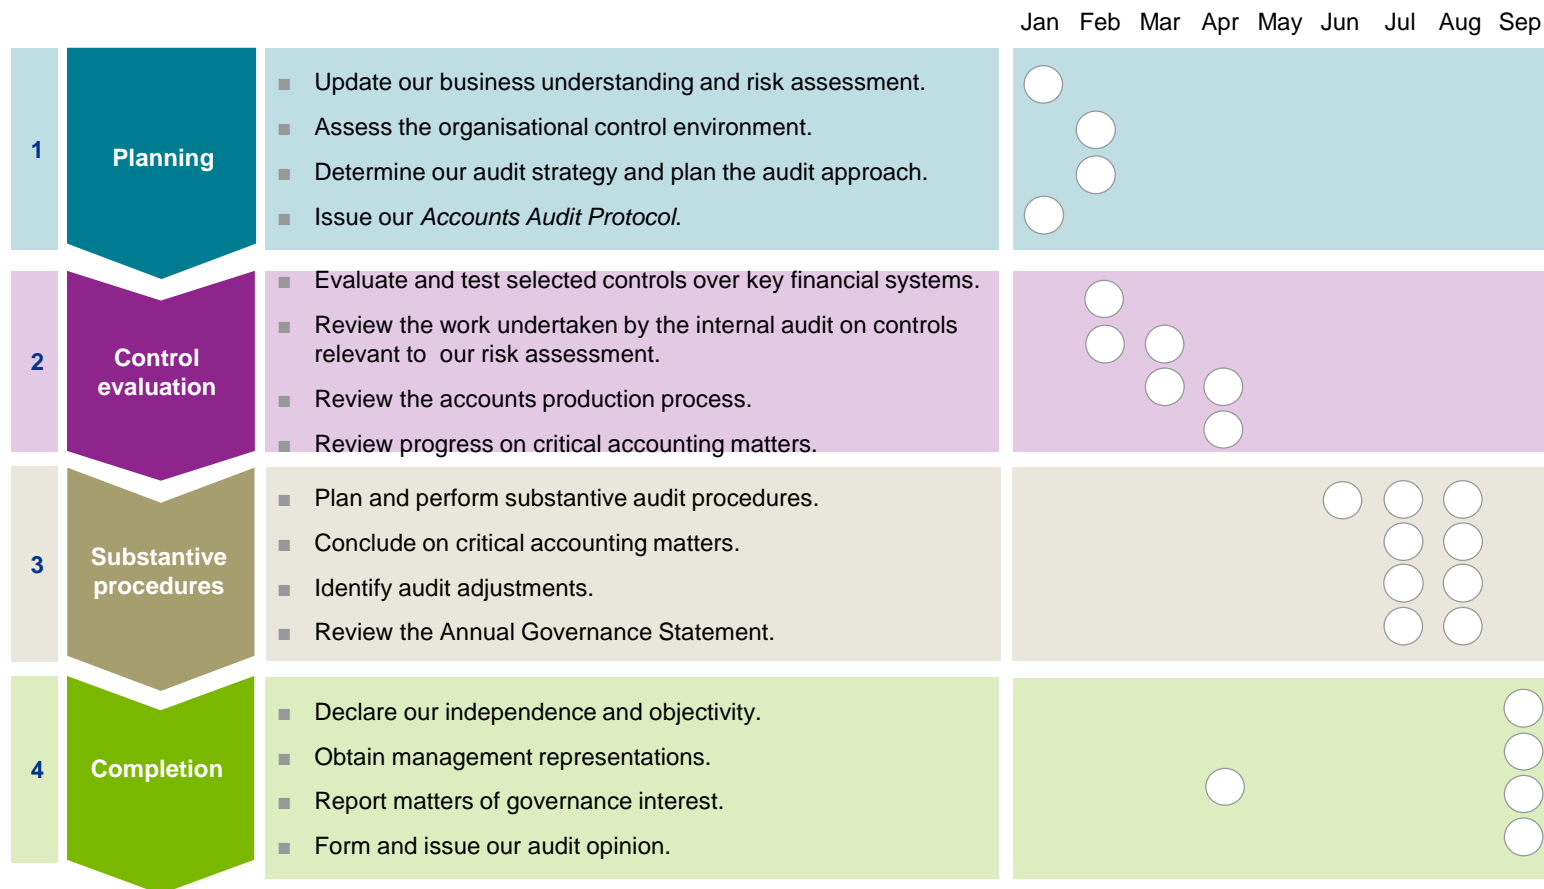 Jan Feb Mar Apr May Jun Jul Aug Sep
1
Planning
■ Update our business understanding and risk assessment.
■ Assess the organisational control environment.
■ Determine our audit strategy and plan the audit approach.
■ Issue our Accounts Audit Protocol.
2
Control
evaluation
■ Evaluate and test selected controls over key financial systems.
■ Review the work undertaken by the internal audit on controls
relevant to  our risk assessment.
■ Review the accounts production process.
■ Review progress on critical accounting matters.
3
Substantive
procedures
■ Plan and perform substantive audit procedures.
■ Conclude on critical accounting matters.
■ Identify audit adjustments.
■ Review the Annual Governance Statement.
4
Completion
■ Declare our independence and objectivity.
■ Obtain management representations.
■ Report matters of governance interest.
■ Form and issue our audit opinion.